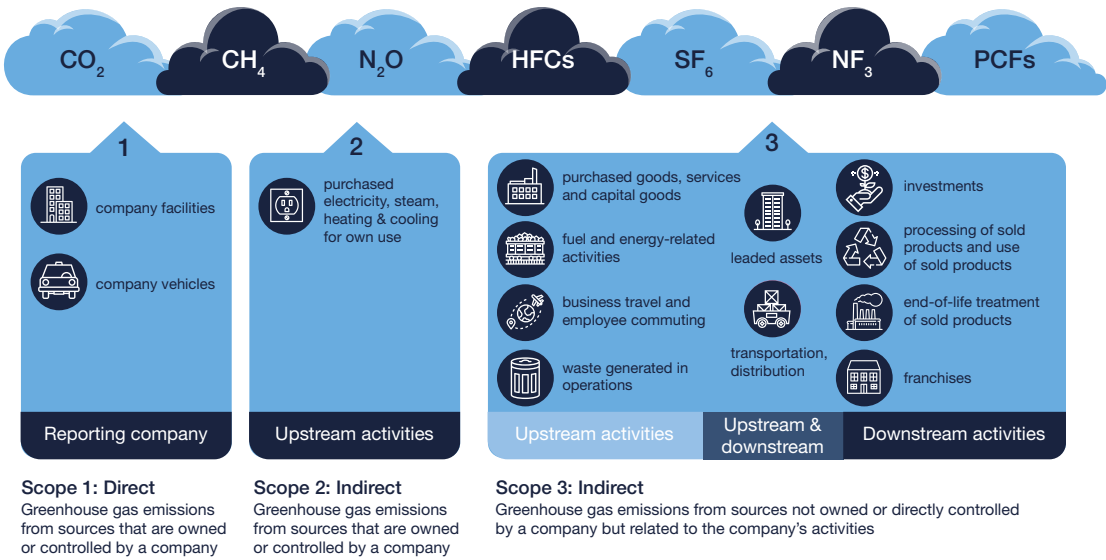 CO2
CH4
N2O
HFCs
SF6
NF3
PCFs
1
company facilities
company vehicles
Reporting company
2
purchased
electricity, steam,
heating & cooling
for own use
Upstream activities
3
purchased goods, services
and capital goods
fuel and energy-related
activities
business travel and
employee commuting
waste generated in
operations
Upstream activities
leaded assets
transportation,
distribution
Upstream &
downstream
investments
processing of sold
products and use
of sold products
end-of-life treatment
of sold products
franchises
Downstream activities
Scope 1: Direct
Greenhouse gas emissions
from sources that are owned
or controlled by a company
Scope 2: Indirect
Greenhouse gas emissions
from sources that are owned
or controlled by a company
Scope 3: Indirect
Greenhouse gas emissions from sources not owned or directly controlled
by a company but related to the company's activities